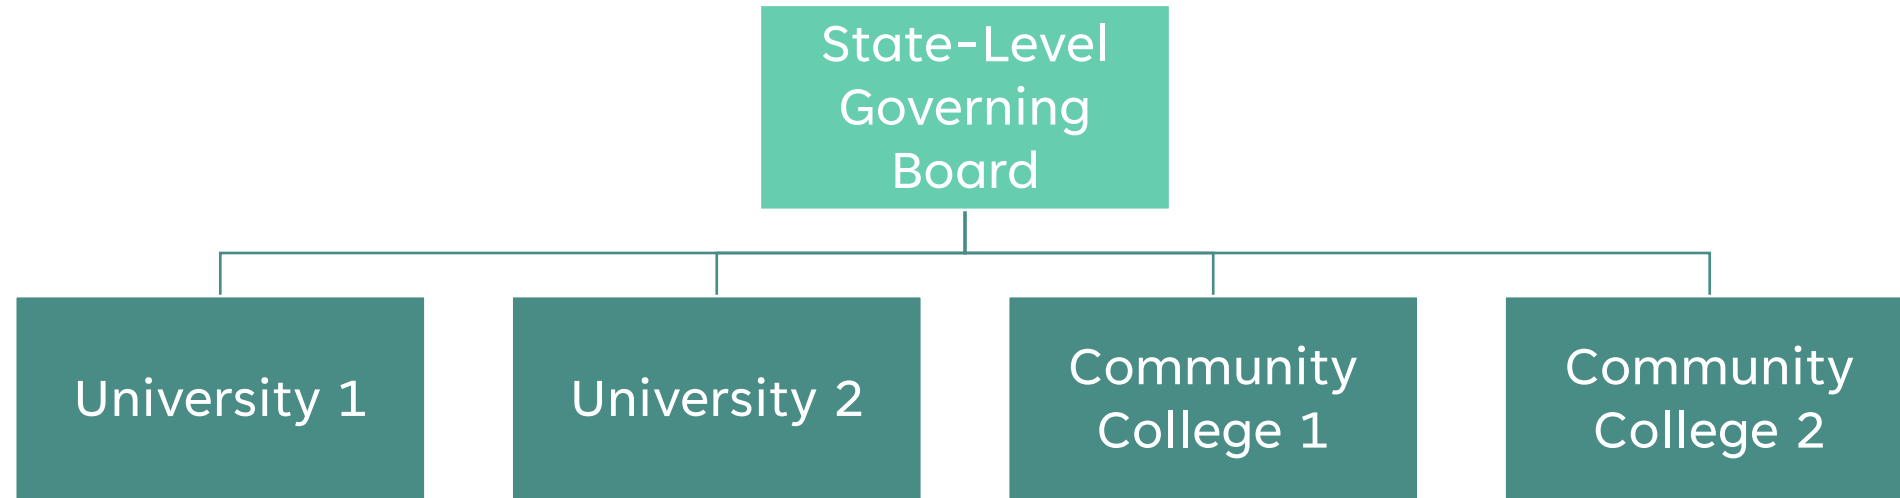 State-Level
Governing
Board
University 1
University 2
Community
College 1
Community
College 2